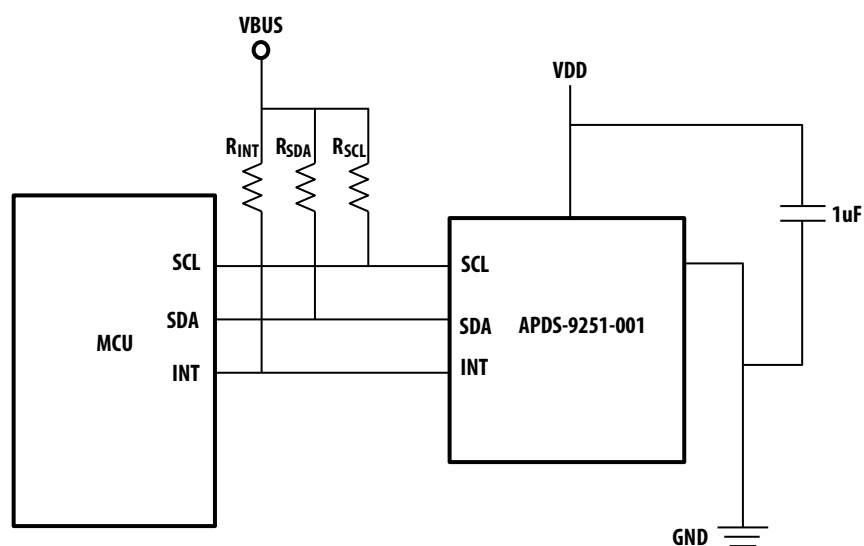 VBUS
VDD
RINT RSDA RSCL
1uF
SCL SCL
SDA SDA APDS-9251-001
MCU
INT INT
GND